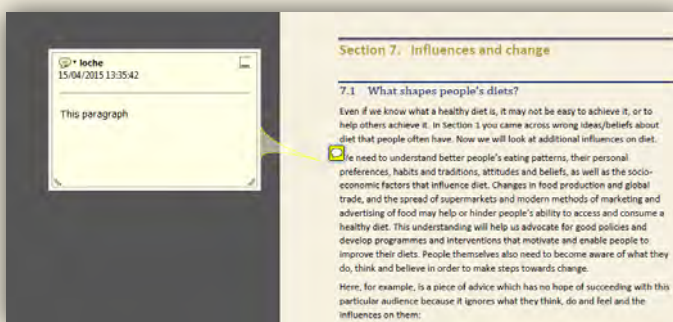 loche
15/04/2015 13:35:42
This paragraph
Section 7. Influences and change
7.1 What shapes people's diets?
Even if we know what a healthy diet is, it may not be easy to achieve it, or to
help others achieve it. In Section 1 you came across wrong ideas/beliefs about
diet that people often have. Now we will look at additional influences on diet.
We need to understand better people's eating patterns, their personal
preferences, habits and traditions, attitudes and beliefs, as well as the socio-
economic factors that influence diet. Changes in food production and global
trade, and the spread of supermarkets and modern methods of marketing and
advertising of food may help or hinder people's ability to access and consume a
healthy diet. This understanding will help us advocate for good policies and
develop programmes and interventions that motivate and enable people to
improve their diets. People themselves also need to become aware of what they
do, think and believe in order to make steps towards change.
Here, for example, is a piece of advice which has no hope of succeeding with this
particular audience because it ignores what they think, do and feel and the
influences on them: